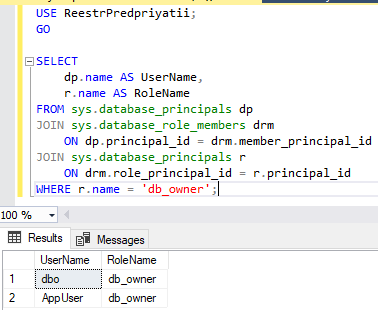 USE ReestrPredpriyatii;
GO
SELECT
dp.name AS UserName,
r.name AS RoleName
FROM sys.database_principals dp
JOIN sys.database_role_members drm
ON dp.principal_id = drm.member_principal_id
JOIN sys.database_principals r
ON drm.role_principal_id = r.principal_id
WHERE r.name = 'db_owner';
100 %
Results Messages
UserName RoleName
1 dbo db_owner
2 AppUser db_owner